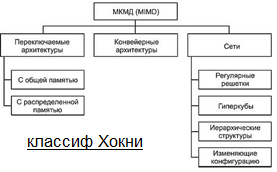 МКМД (MIMD)
Переключаемые
архитектуры
С общей памятью
С распределенной
памятью
Конвейерные
архитектуры
Сети
Регулярные
решетки
Гиперкубы
Иерархические
структуры
Изменяющие
конфигурацию
классиф Хокни